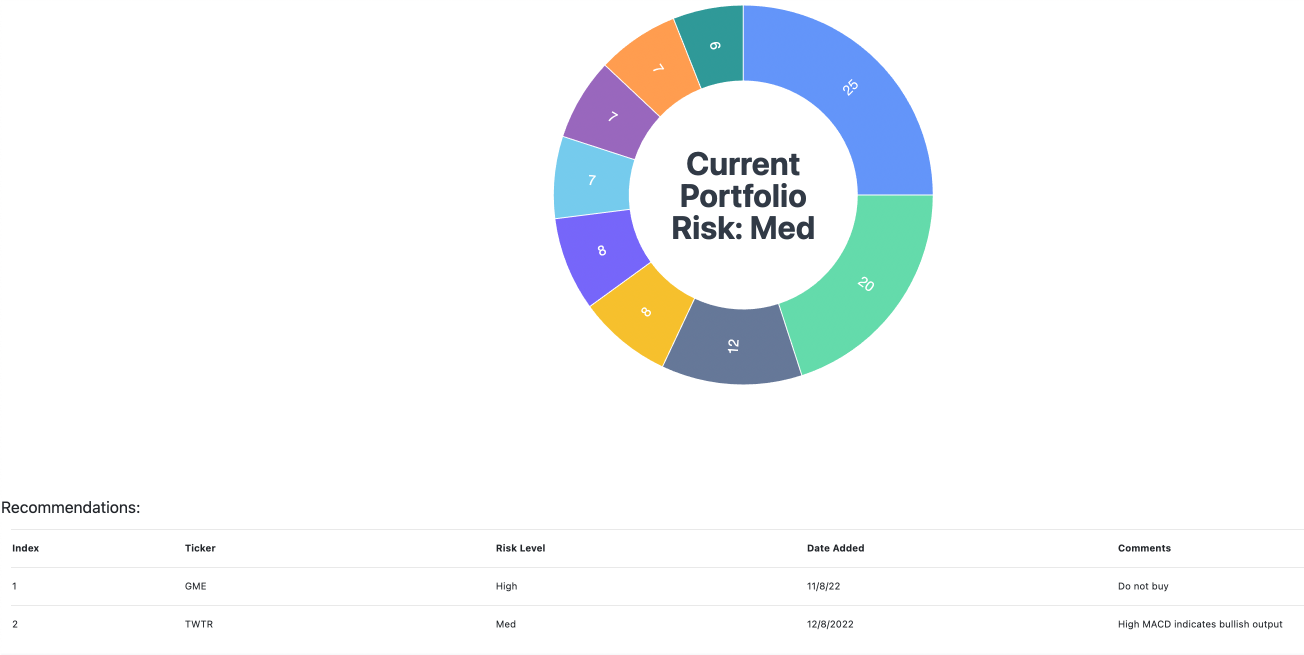 6
25
7
7
Current
Portfolio
Risk: Med
7
8
20
8
12
Recommendations:
Index Ticker Risk Level Date Added Comments
1 GME High 11/8/22 Do not buy
2 TWTR Med 12/8/2022 High MACD indicates bullish output